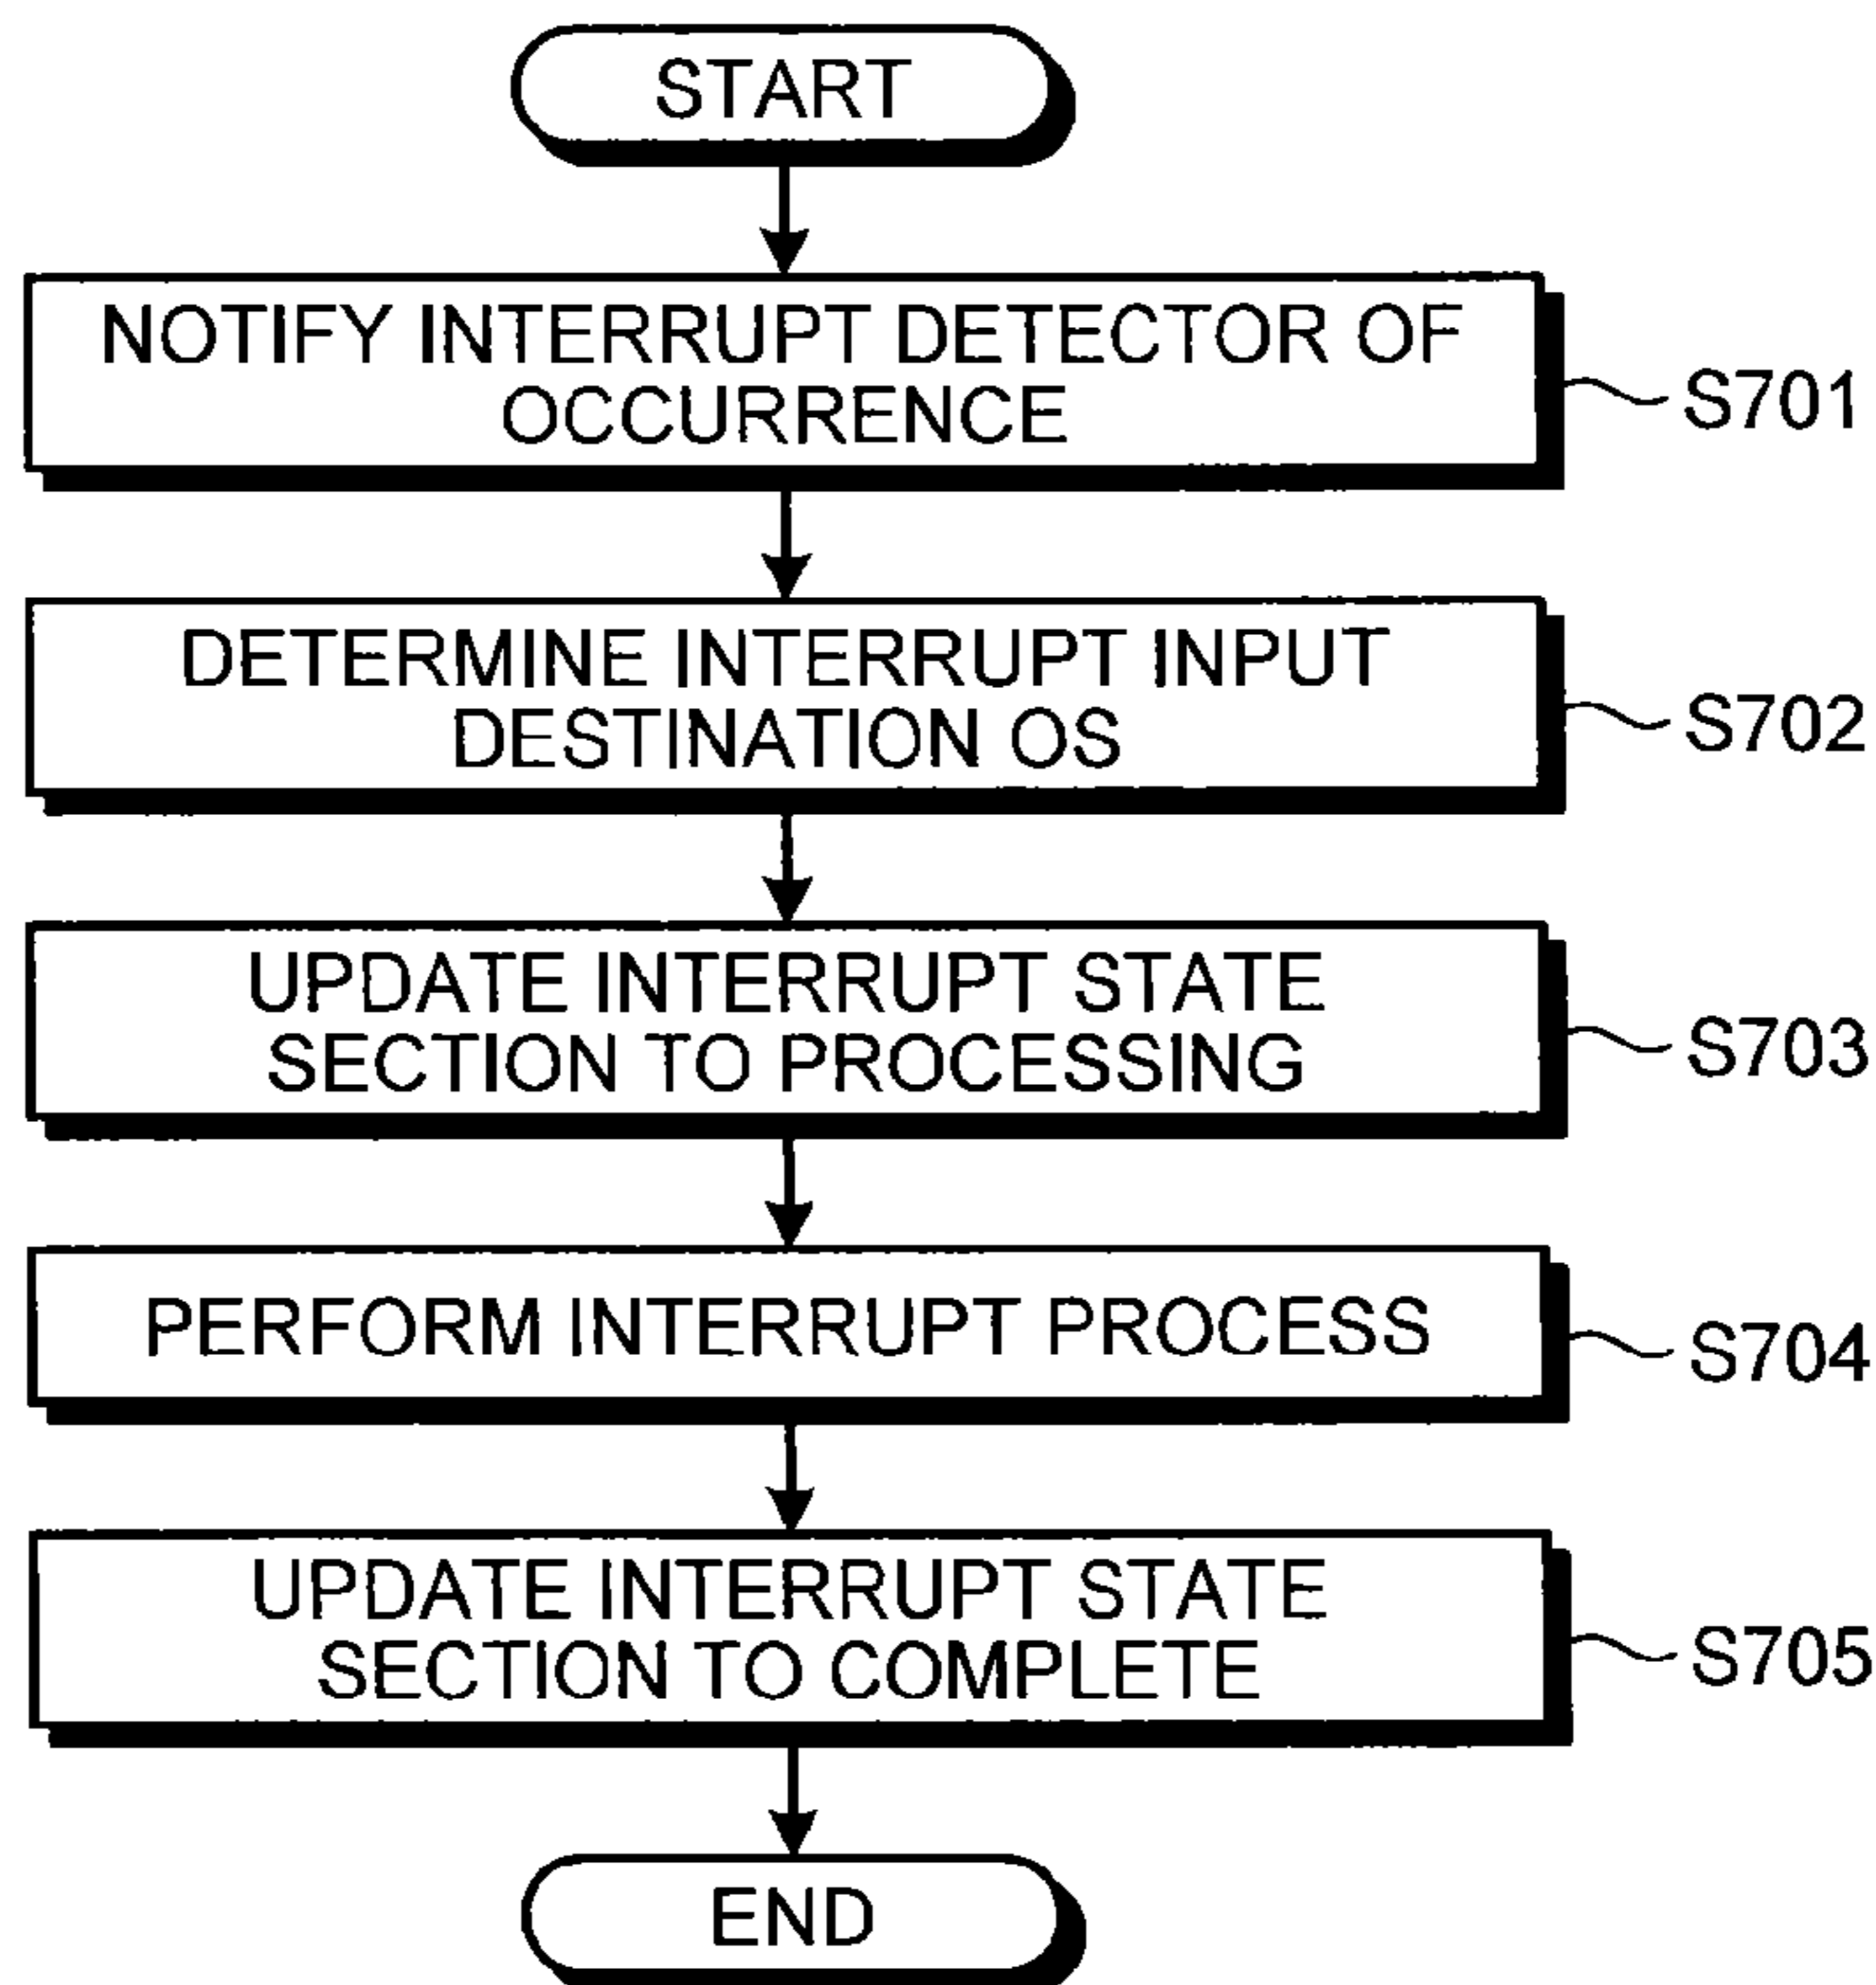 START
NOTIFY INTERRUPT DETECTOR OF
OCCURRENCE
S701
DETERMINE INTERRUPT INPUT
DESTINATION OS
S702
UPDATE INTERRUPT STATE
SECTION TO PROCESSING
S703
PERFORM INTERRUPT PROCESS
S704
UPDATE INTERRUPT STATE
SECTION TO COMPLETE
S705
END